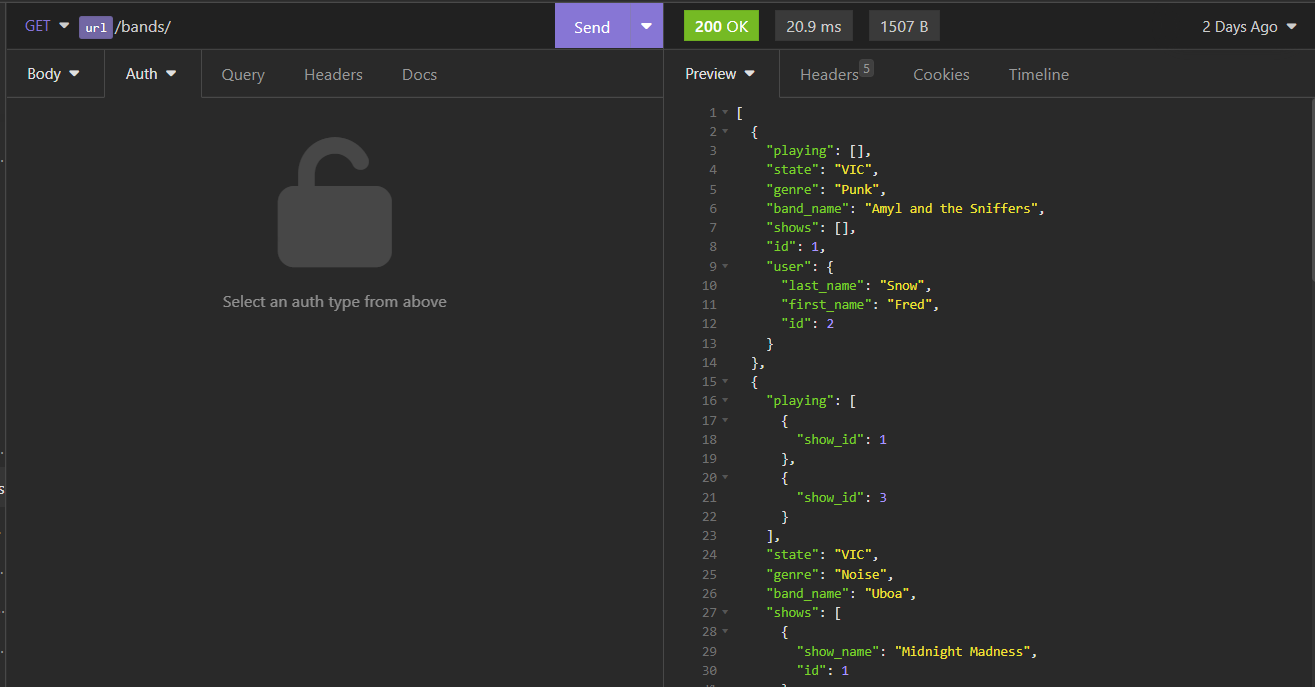 GET url /bands/ Send 200 OK 20.9 ms 1507 B 2 Days Ago
Body Auth Query Headers Docs
Select an auth type from above
Preview Headers 5 Cookies Timeline
1 [
2 {
3 "playing": [],
4 "state": "VIC",
5 "genre": "Punk",
6 "band_name": "Amyl and the Sniffers",
7 "shows": [],
8 "id": 1,
9 "user": {
10 "last_name": "Snow",
11 "first_name": "Fred",
12 "id": 2
13 }
14 },
15 {
16 "playing": [
17 {
18 "show_id": 1
19 },
20 {
21 "show_id": 3
22 }
23 ],
24 "state": "VIC",
25 "genre": "Noise",
26 "band_name": "Uboa",
27 "shows": [
28 {
29 "show_name": "Midnight Madness",
30 "id": 1